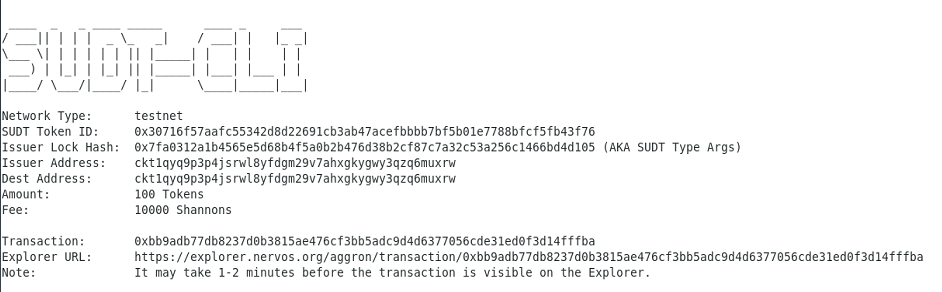 SUDT-CLI
Network Type: testnet
SUDT Token ID: 0x30716f57aafc55342d8d22691cb3ab47acefbbbb7bf5b01e7788bfcf5fb43f76
Issuer Lock Hash: 0x7fa0312a1b4565e5d68b4f5a0b2b476d38b2cf87c7a32c53a256c1466bd4d105 (AKA SUDT Type Args)
Issuer Address: ckt1qyq9p3p4jsrwl8yfdgm29v7ahxgkygwy3qzq6muxrw
Dest Address: ckt1qyq9p3p4jsrwl8yfdgm29v7ahxgkygwy3qzq6muxrw
Amount: 100 Tokens
Fee: 10000 Shannons
Transaction: 0xbb9adb77db8237d0b3815ae476cf3bb5adc9d4d6377056cde31ed0f3d14fffba
Explorer URL: https://explorer.nervos.org/aggron/transaction/0xbb9adb77db8237d0b3815ae476cf3bb5adc9d4d6377056cde31ed0f3d14fffba
Note: It may take 1-2 minutes before the transaction is visible on the Explorer.